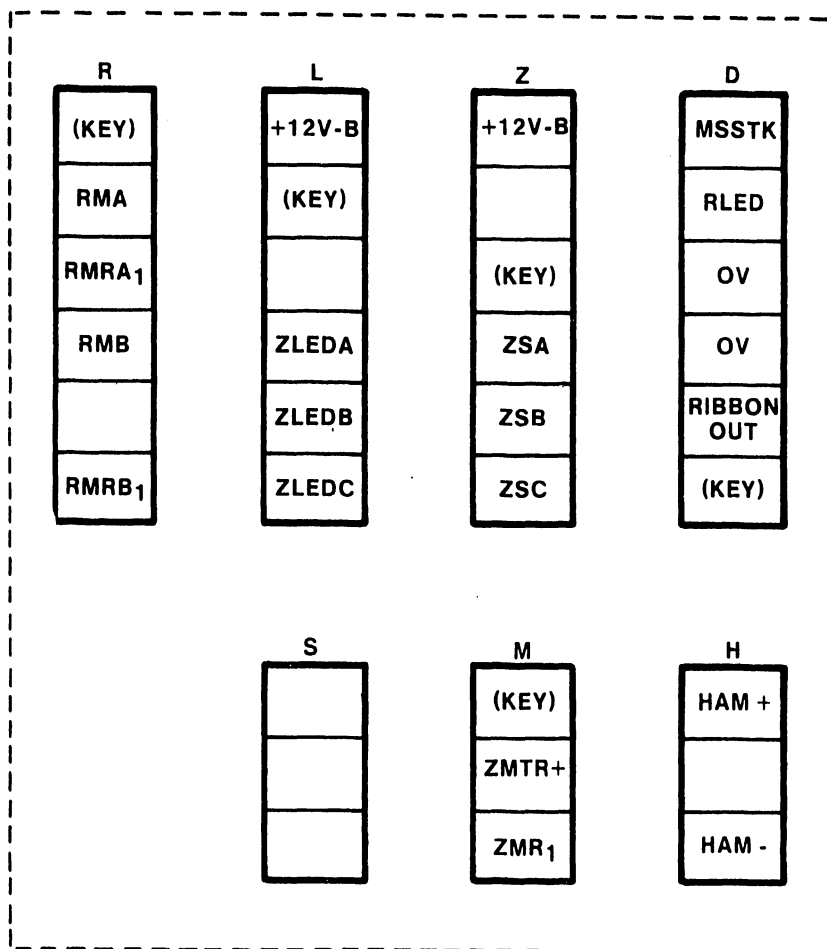 R
L
Z
D
(KEY)
+12V-B
+12V-B
MSSTK
RMA
(KEY)
RLED
RMRA1
(KEY)
OV
RMB
ZLEDA
ZSA
OV
ZLEDB
ZSB
RIBBON
OUT
RMRB1
ZLEDC
ZSC
(KEY)
S
M
H
(KEY)
HAM +
ZMTR+
ZMR1
HAM -